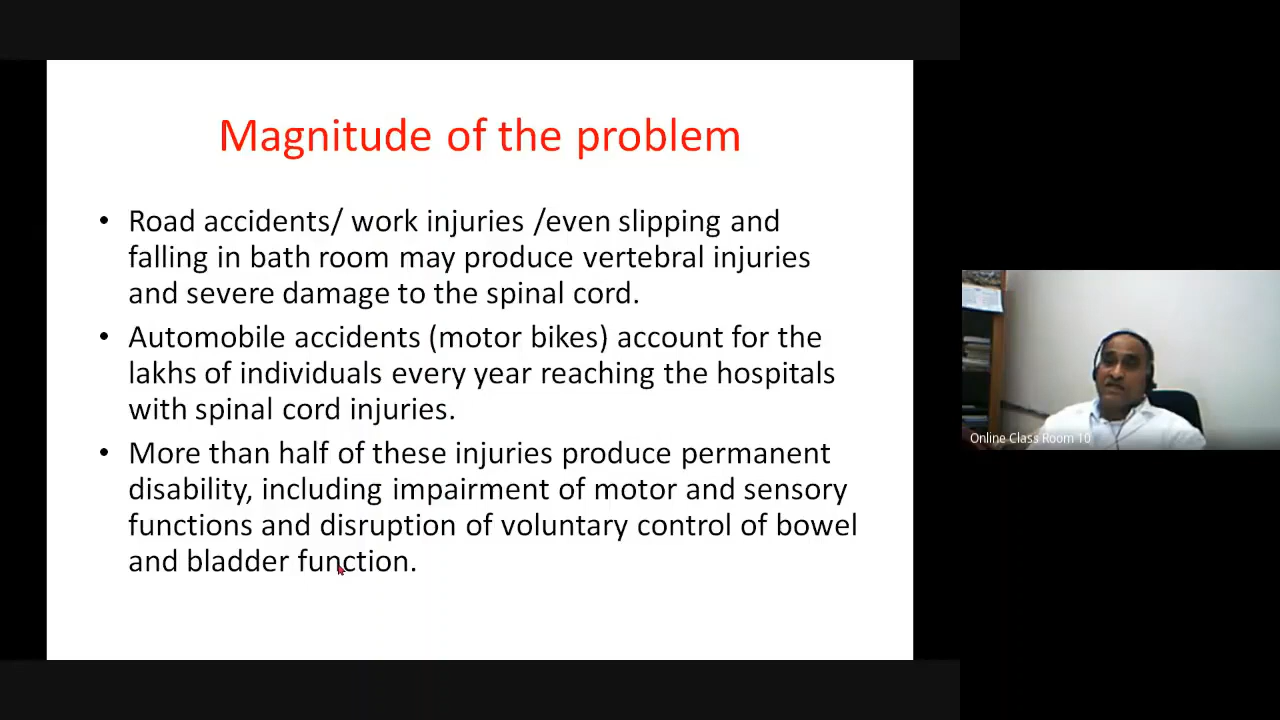 Magnitude of the problem
• Road accidents/ work injuries /even slipping and
falling in bath room may produce vertebral injuries
and severe damage to the spinal cord.
• Automobile accidents (motor bikes) account for the
lakhs of individuals every year reaching the hospitals
with spinal cord injuries.
• More than half of these injuries produce permanent
disability, including impairment of motor and sensory
functions and disruption of voluntary control of bowel
and bladder function.
Online Class Room 10